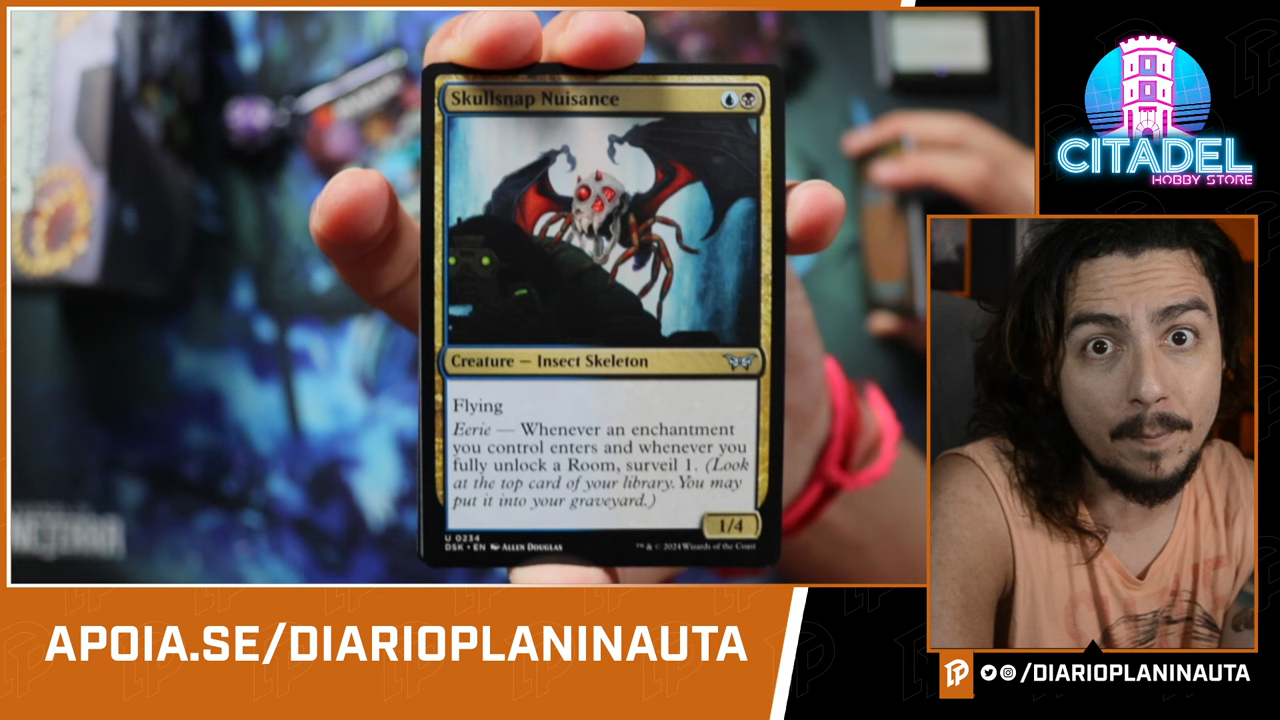 Skullsnap Nuisance
Creature — Insect Skeleton
Flying
Eerie — Whenever an enchantment
you control enters and whenever you
fully unlock a Room, surveil 1. (Look
at the top card of your library. You may
put it into your graveyard.)
1/4
U 0234
DSK • EN Allen Douglas
™ & © 2024 Wizards of the Coast
CITADEL
HOBBY STORE
APOIA.SE/DIARIOPLANINAUTA
/DIARIOPLANINAUTA